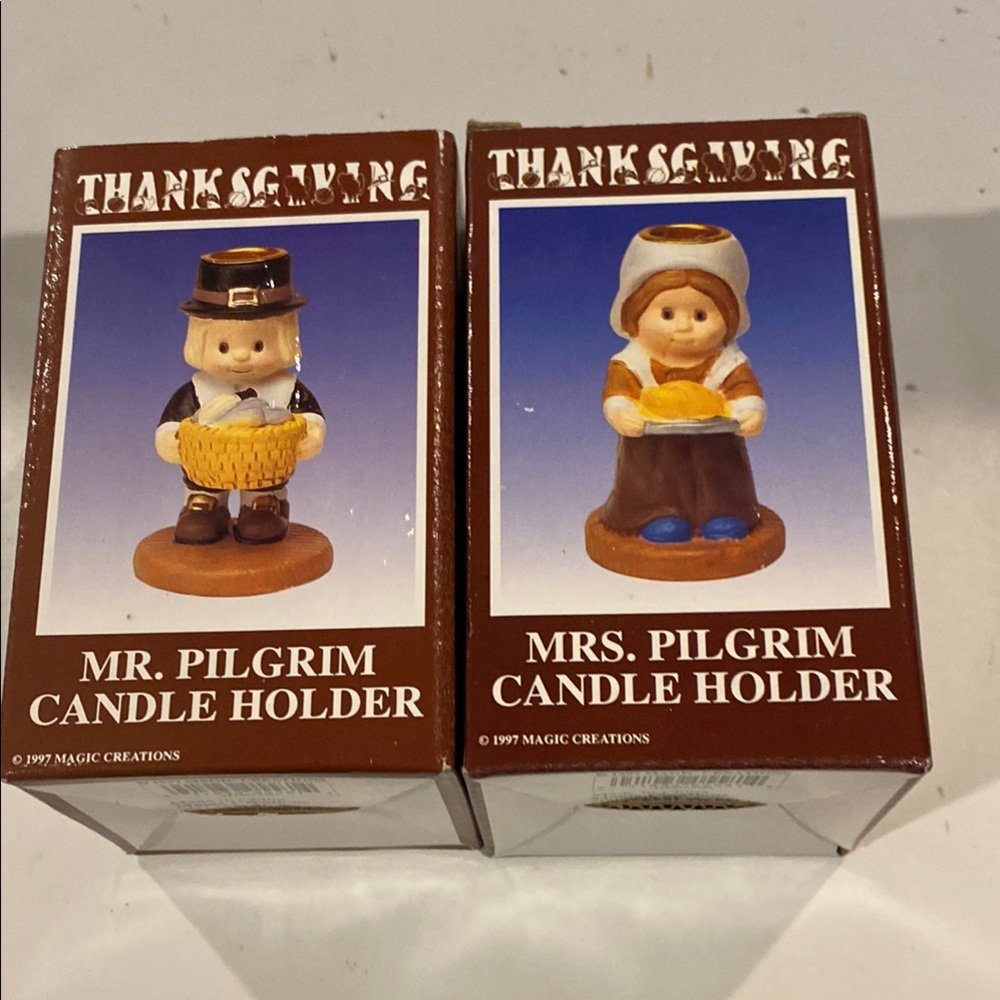 THANKSGIVING
MR. PILGRIM
CANDLE HOLDER
© 1997 MAGIC CREATIONS
THANKSGIVING
MRS. PILGRIM
CANDLE HOLDER
© 1997 MAGIC CREATIONS